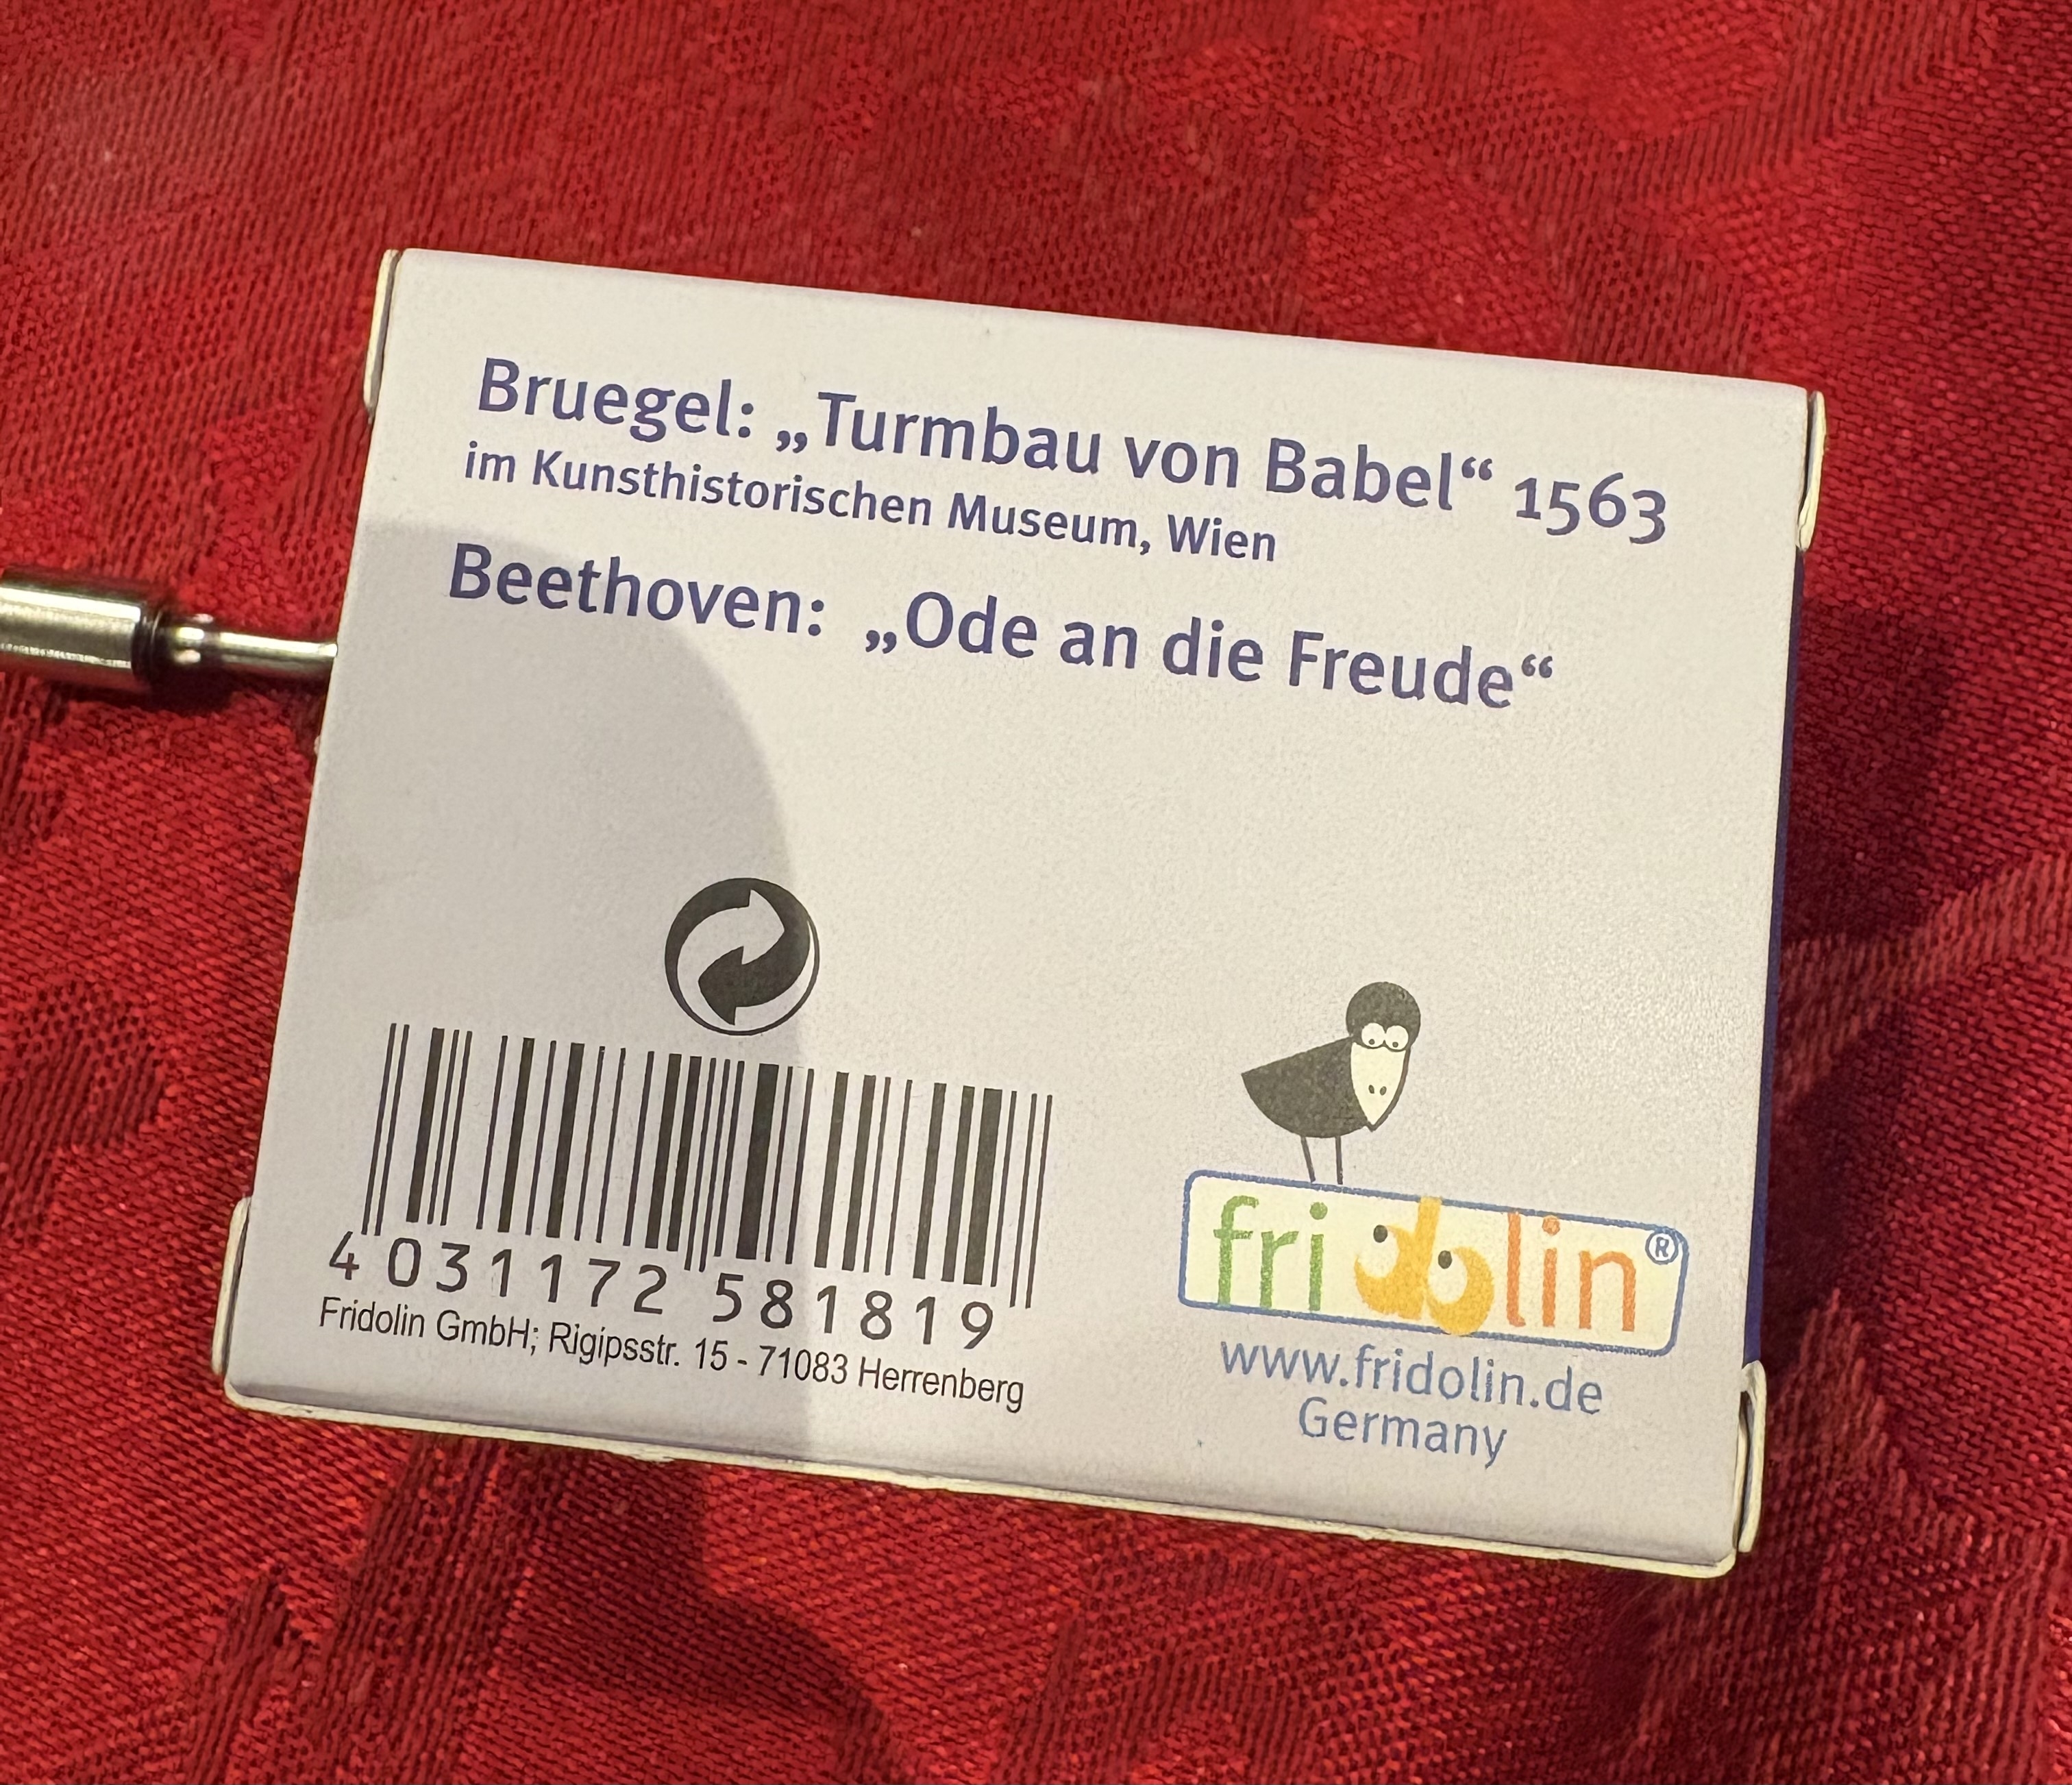 Bruegel: „Turmbau von Babel“ 1563
im Kunsthistorischen Museum, Wien
Beethoven: „Ode an die Freude“
4 031172 581819
Fridolin GmbH; Rigipsstr. 15 - 71083 Herrenberg
fridolin®
www.fridolin.de
Germany